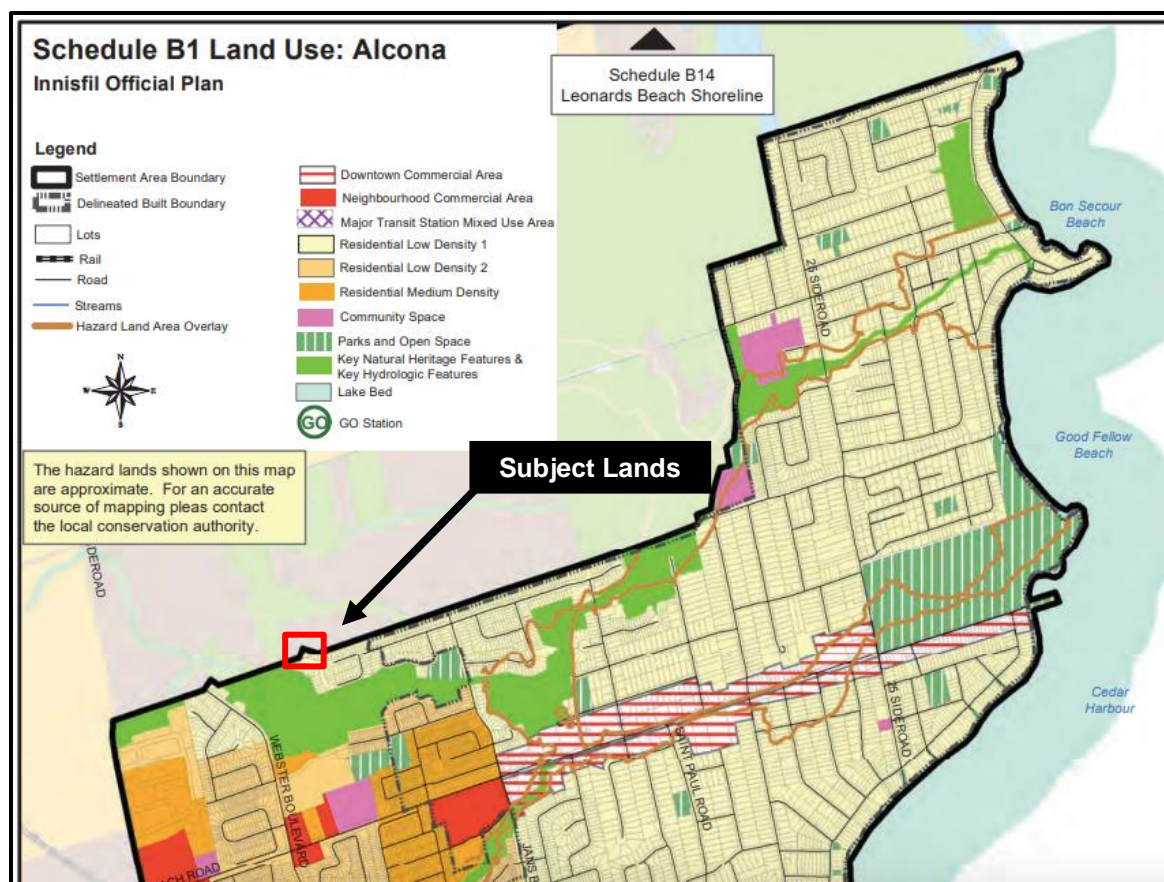 Schedule B1 Land Use: Alcona
Innisfil Official Plan
Schedule B14
Leonards Beach Shoreline
Legend
Settlement Area Boundary
Delineated Built Boundary
Lots
Rail
Road
Streams
Hazard Land Area Overlay
Downtown Commercial Area
Neighbourhood Commercial Area
Major Transit Station Mixed Use Area
Residential Low Density 1
Residential Low Density 2
Residential Medium Density
Community Space
Parks and Open Space
Key Natural Heritage Features &
Key Hydrologic Features
Lake Bed
GO
GO Station
N
W
E
S
The hazard lands shown on this map
are approximate. For an accurate
source of mapping pleas contact
the local conservation authority.
Subject Lands
Bon Secour
Beach
25 SIDEROAD
Good Fellow
Beach
Cedar
Harbour
25 SIDEROAD
SAINT PAUL ROAD
WEBSTER BOULEVARD
DEROAD
JANS B
CH ROAD